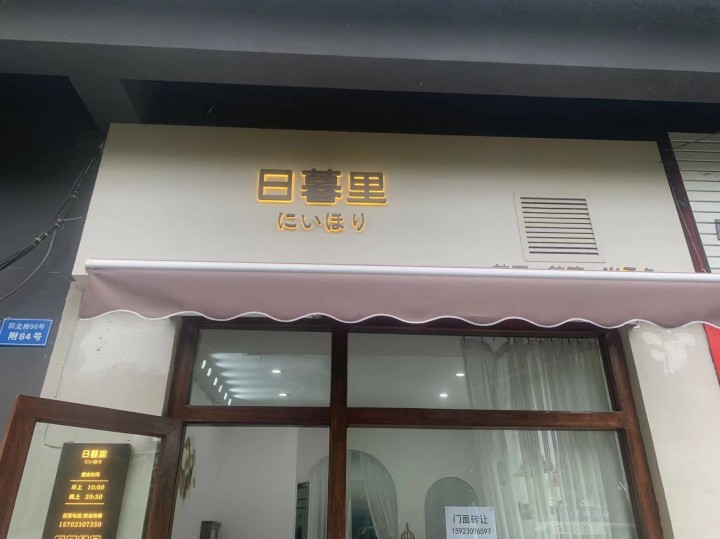 日暮里
にいほり
附84号
日暮里
にいほり
营业时间
早上 10:00
晚上 20:30
15702307350
门面转让